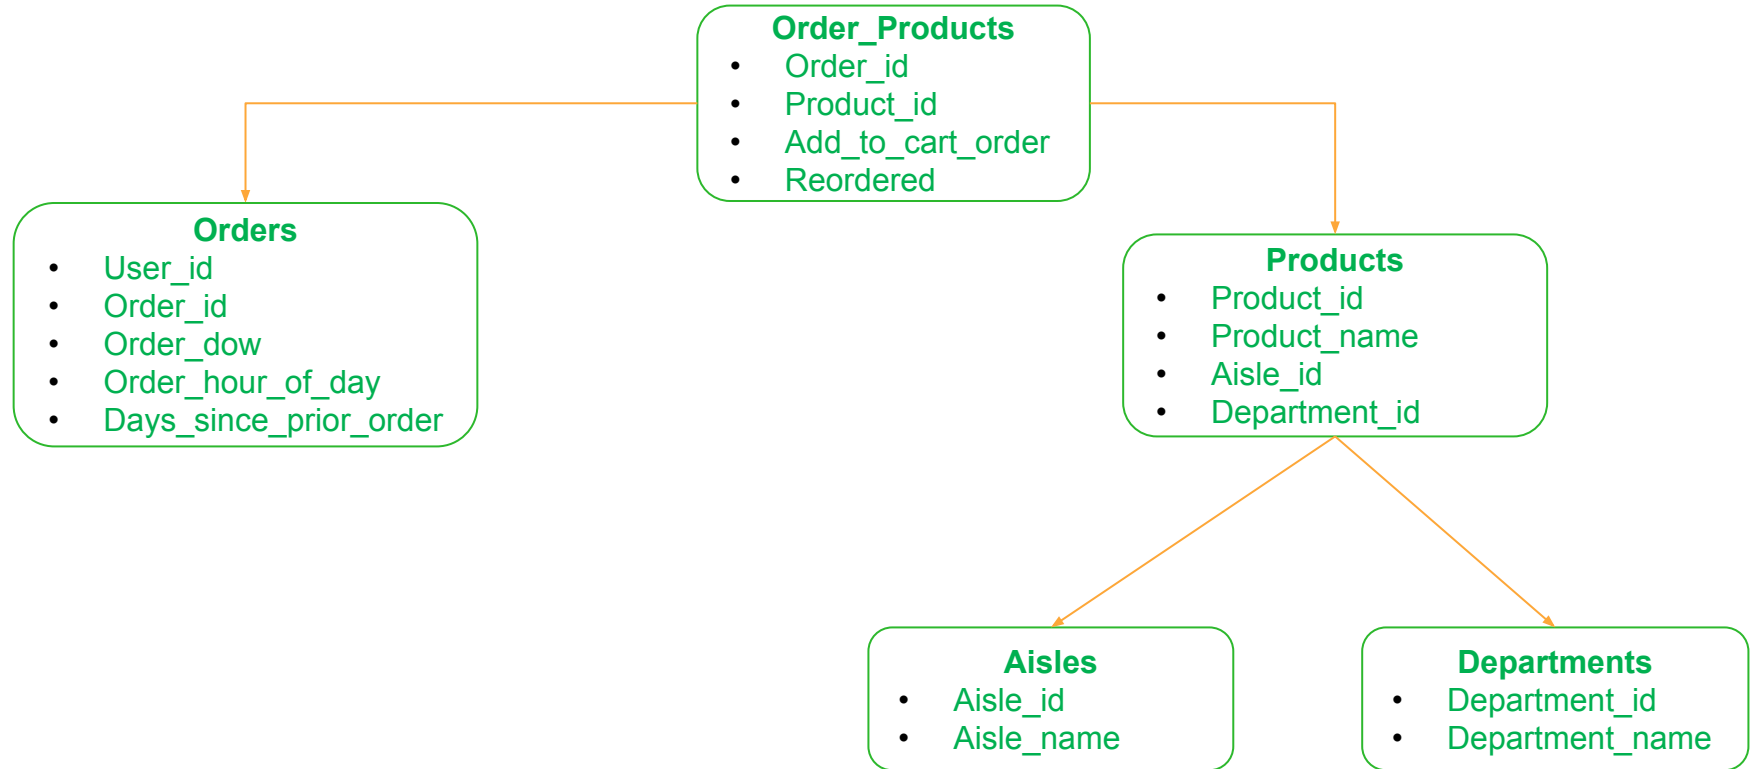 Order_Products
• Order_id
• Product_id
• Add_to_cart_order
• Reordered
Orders
• User_id
• Order_id
• Order_dow
• Order_hour_of_day
• Days_since_prior_order
Products
• Product_id
• Product_name
• Aisle_id
• Department_id
Aisles
• Aisle_id
• Aisle_name
Departments
• Department_id
• Department_name